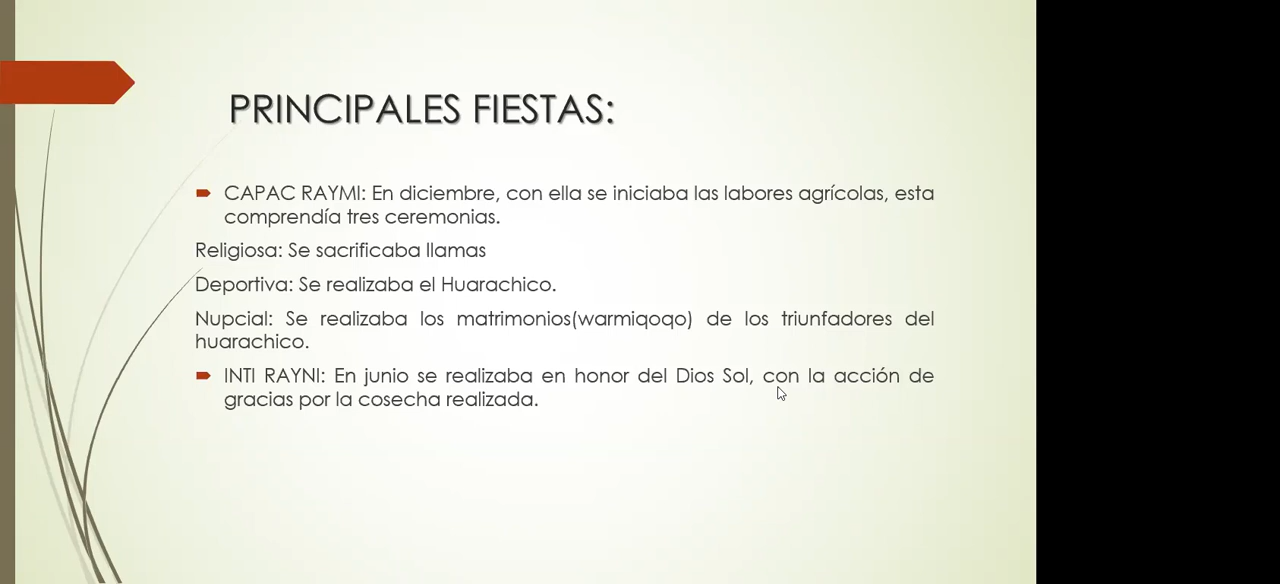 PRINCIPALES FIESTAS:
CAPAC RAYMI: En diciembre, con ella se iniciaba las labores agrícolas, esta
comprendía tres ceremonias.
Religiosa: Se sacrificaba llamas
Deportiva: Se realizaba el Huarachico.
Nupcial: Se realizaba los matrimonios(warmiqoqo) de los triunfadores del
huarachico.
INTI RAYNI: En junio se realizaba en honor del Dios Sol, con la acción de
gracias por la cosecha realizada.